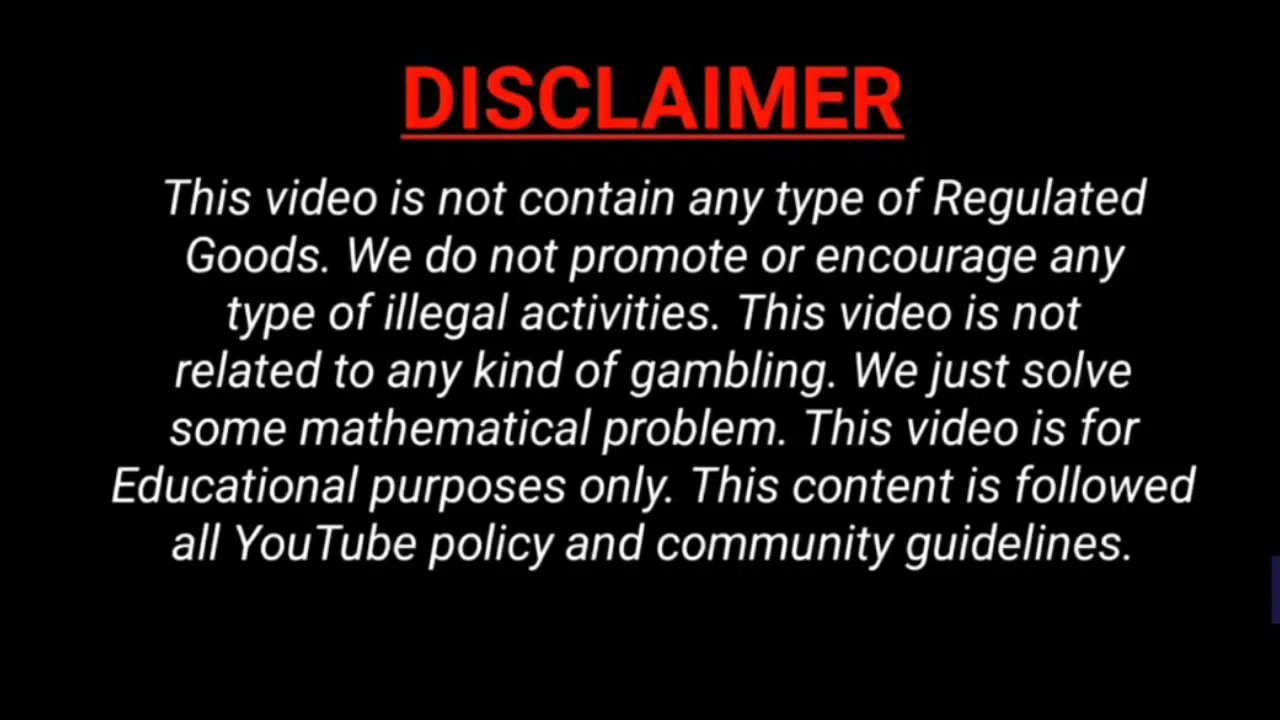 DISCLAIMER
This video is not contain any type of Regulated
Goods. We do not promote or encourage any
type of illegal activities. This video is not
related to any kind of gambling. We just solve
some mathematical problem. This video is for
Educational purposes only. This content is followed
all YouTube policy and community guidelines.